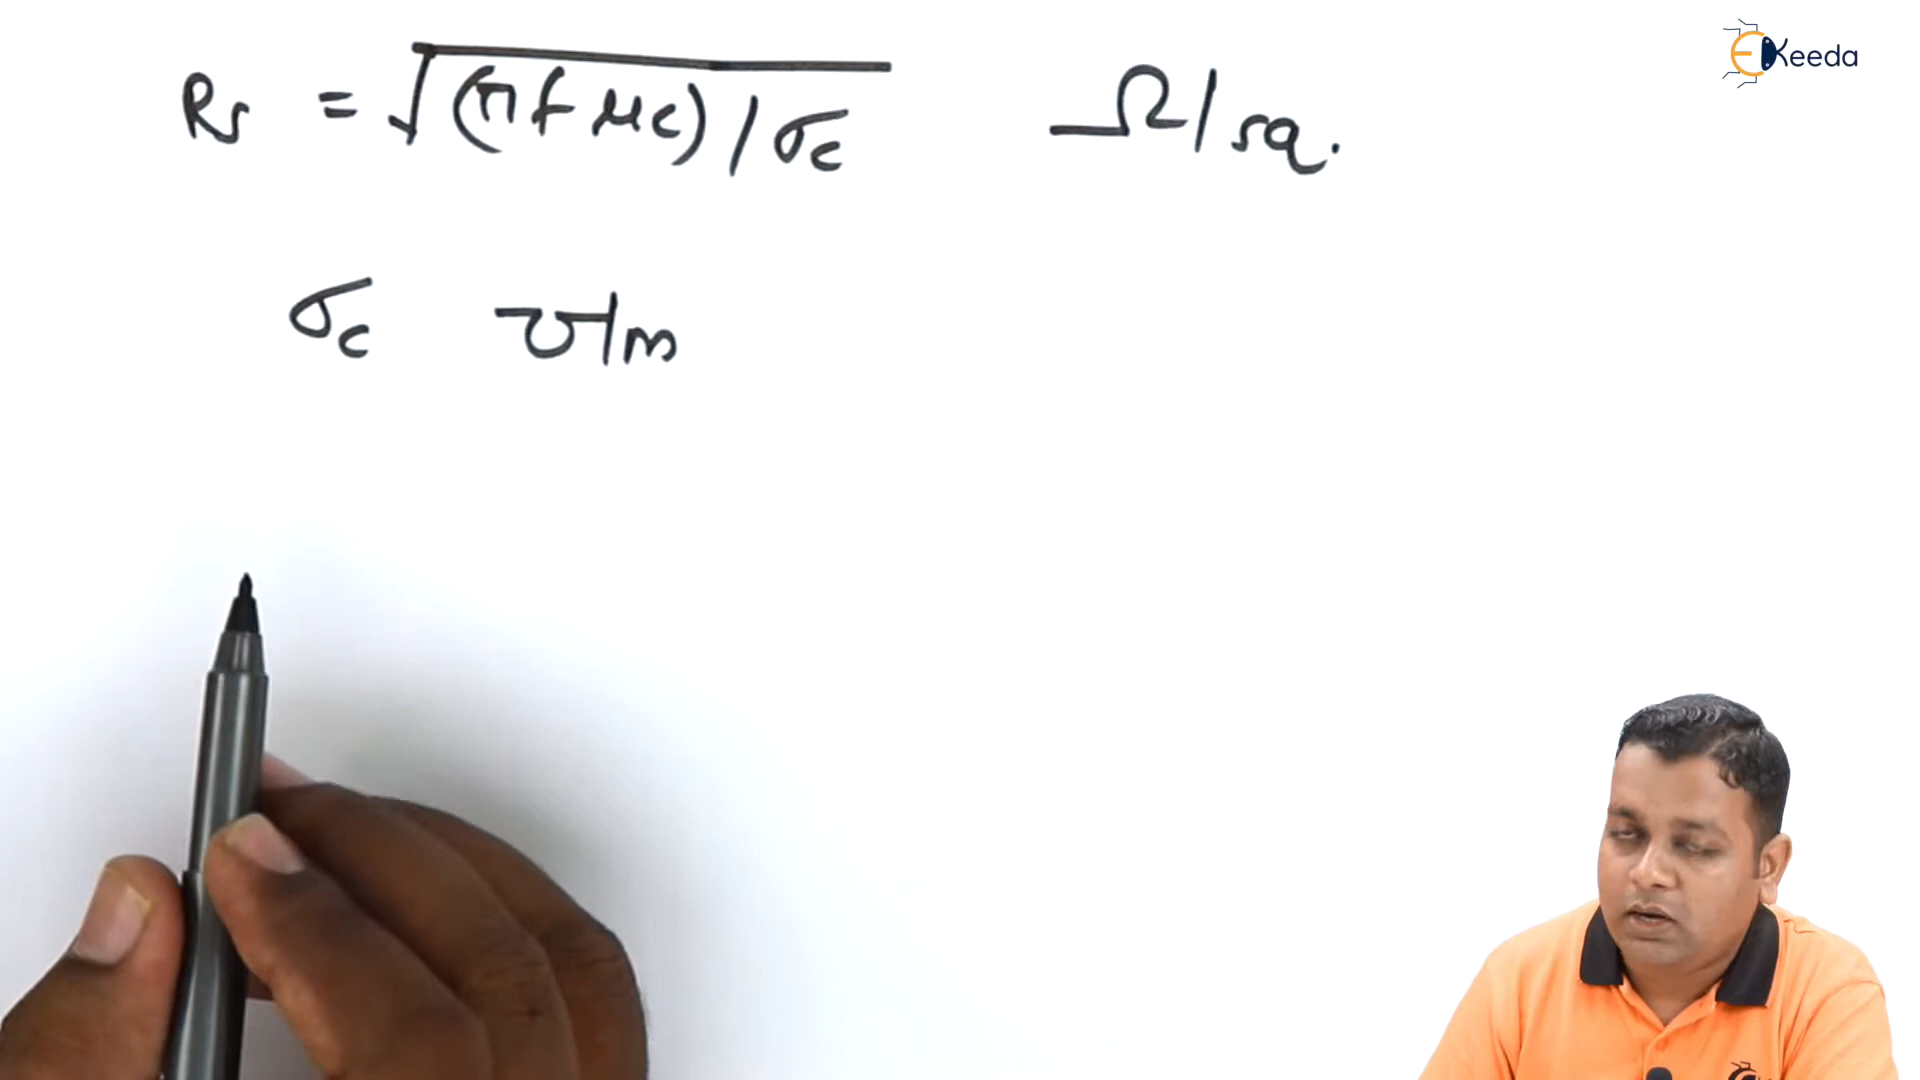 EKeeda
Rs = √(πfμc)/σc Ω/sq.
σc ℧/m